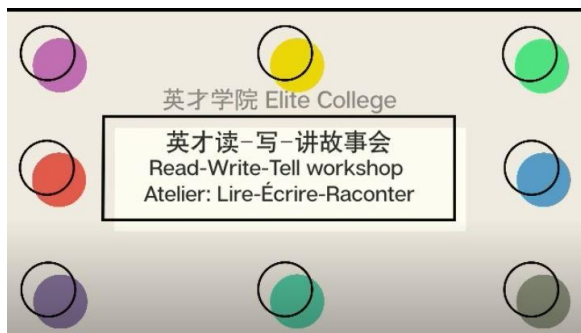 英才学院 Elite College
英才读-写-讲故事会
Read-Write-Tell workshop
Atelier: Lire-Écrire-Raconter